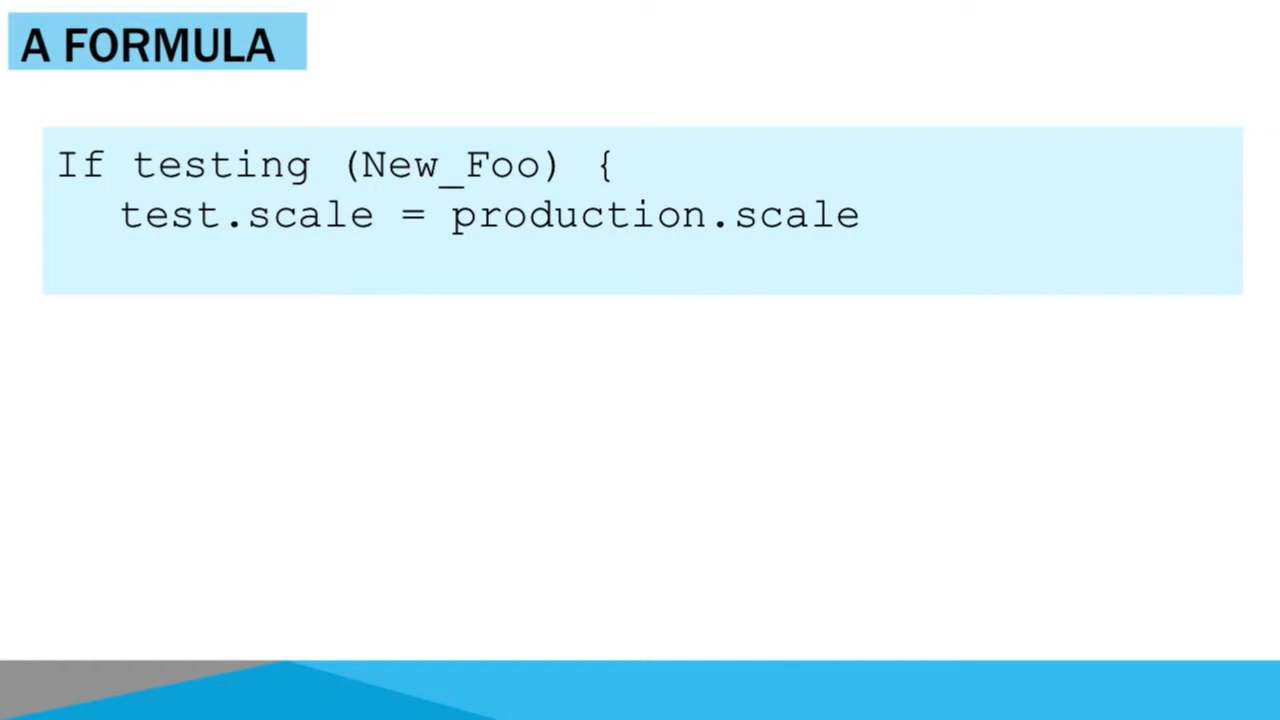 A FORMULA
If testing (New_Foo) {
test.scale = production.scale